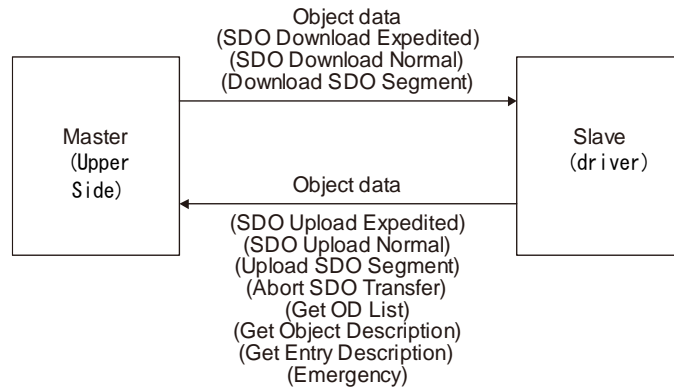 Object data
(SDO Download Expedited)
(SDO Download Normal)
(Download SDO Segment)
Master
(Upper
Side)
Slave
(driver)
Object data
(SDO Upload Expedited)
(SDO Upload Normal)
(Upload SDO Segment)
(Abort SDO Transfer)
(Get OD List)
(Get Object Description)
(Get Entry Description)
(Emergency)